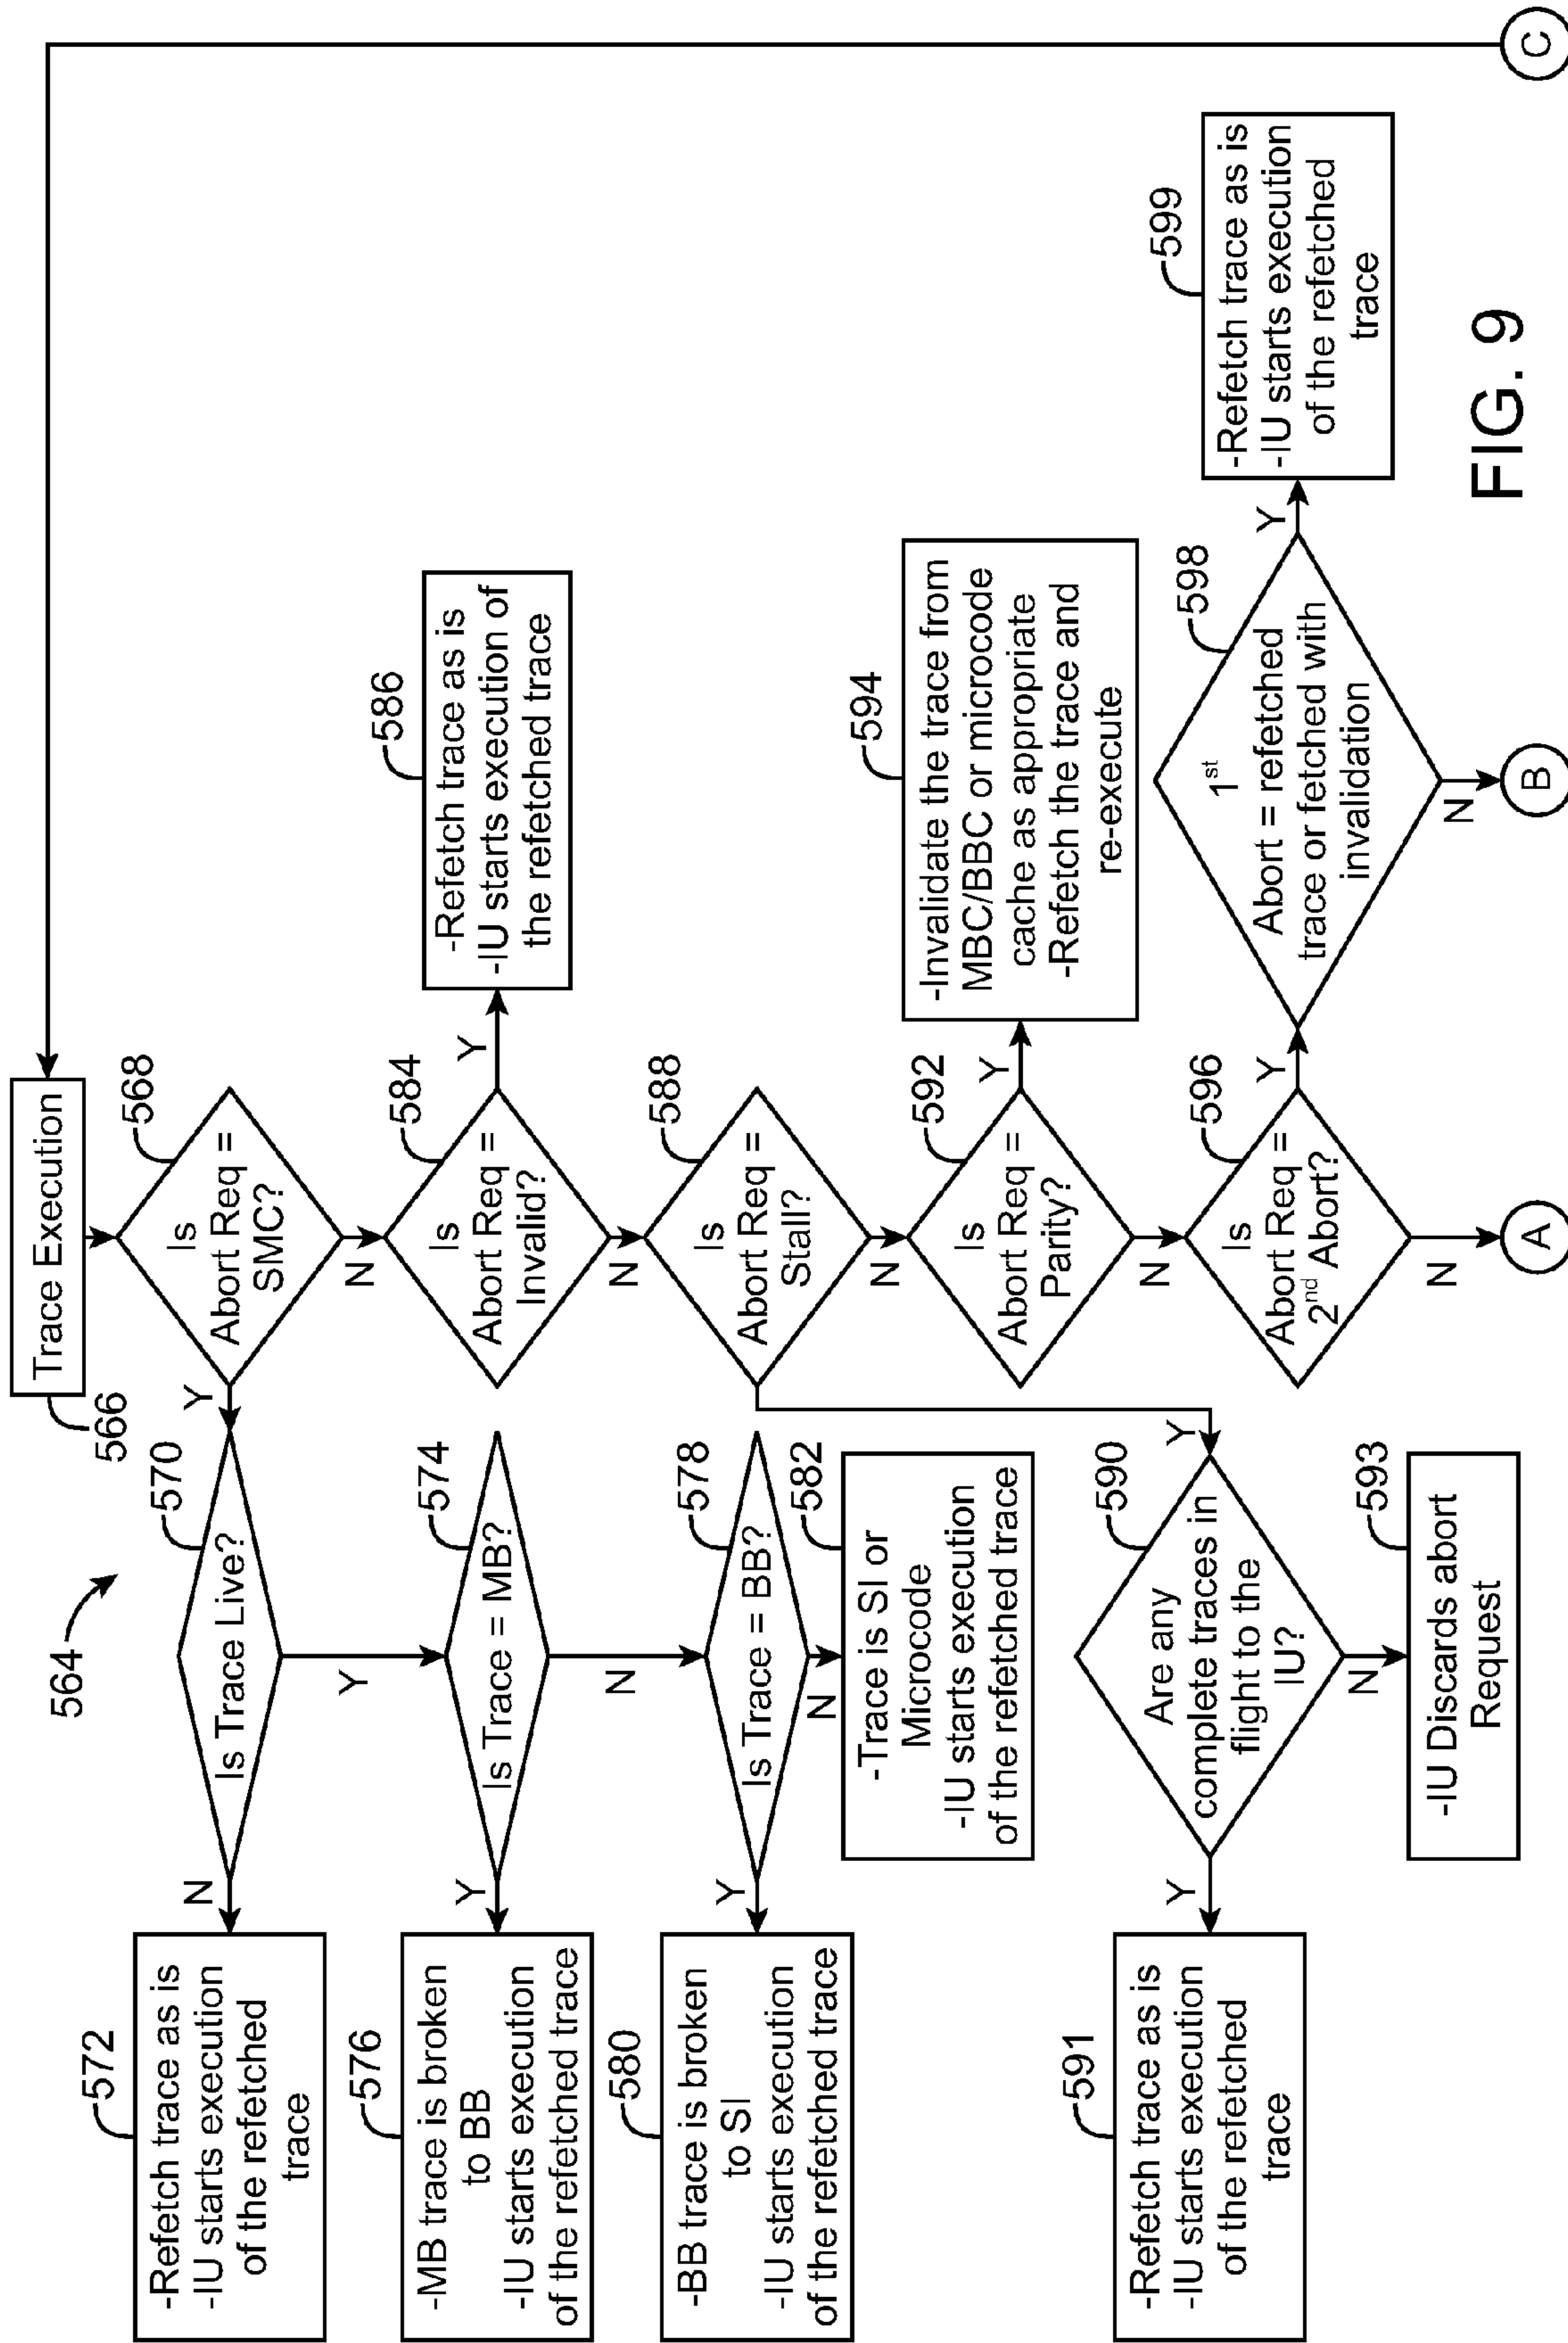 564
566
Trace Execution
568
Is
Abort Req =
SMC?
Y
N
570
Is Trace Live?
N
Y
572
-Refetch trace as is
-IU starts execution
of the refetched
trace
574
Is Trace = MB?
Y
N
576
-MB trace is broken
to BB
-IU starts execution
of the refetched trace
578
Is Trace = BB?
Y
N
580
-BB trace is broken
to SI
-IU starts execution
of the refetched trace
582
-Trace is SI or
Microcode
-IU starts execution
of the refetched trace
584
Is
Abort Req =
Invalid?
Y
N
586
-Refetch trace as is
-IU starts execution of
the refetched trace
588
Is
Abort Req =
Stall?
Y
N
590
Are any
complete traces in
flight to the
IU?
Y
N
591
-Refetch trace as is
-IU starts execution
of the refetched
trace
593
-IU Discards abort
Request
592
Is
Abort Req =
Parity?
Y
N
594
-Invalidate the trace from
MBC/BBC or microcode
cache as appropriate
-Refetch the trace and
re-execute
596
Is
Abort Req =
2nd Abort?
Y
N
A
598
1st
Abort = refetched
trace or fetched with
invalidation
Y
N
B
599
-Refetch trace as is
-IU starts execution
of the refetched
trace
C
FIG. 9